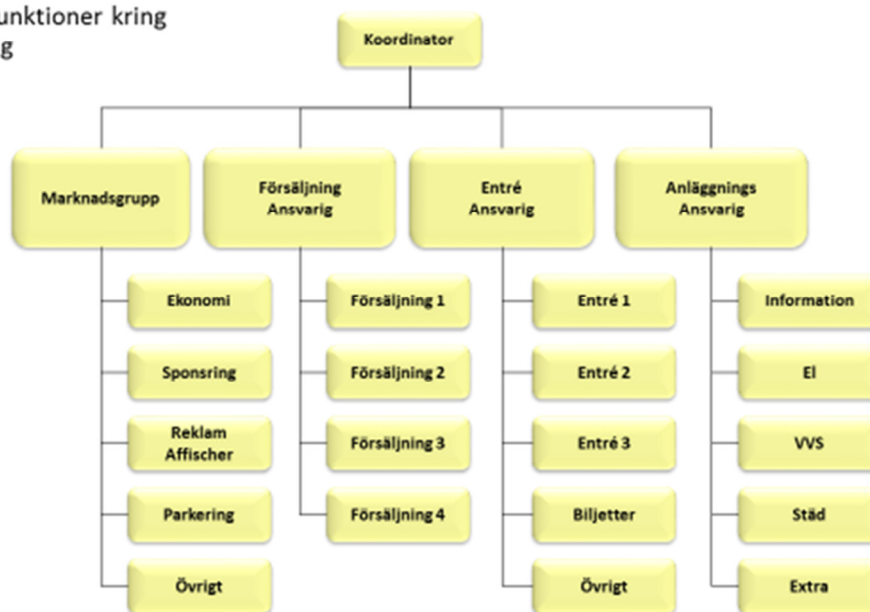 unktioner kring
g
Koordinator
Marknadsgrupp
Försäljning
Ansvarig
Entré
Ansvarig
Anläggnings
Ansvarig
Ekonomi
Försäljning 1
Entré 1
Information
Sponsring
Försäljning 2
Entré 2
El
Reklam
Affischer
Försäljning 3
Entré 3
VVS
Parkering
Försäljning 4
Biljetter
Städ
Övrigt
Övrigt
Extra